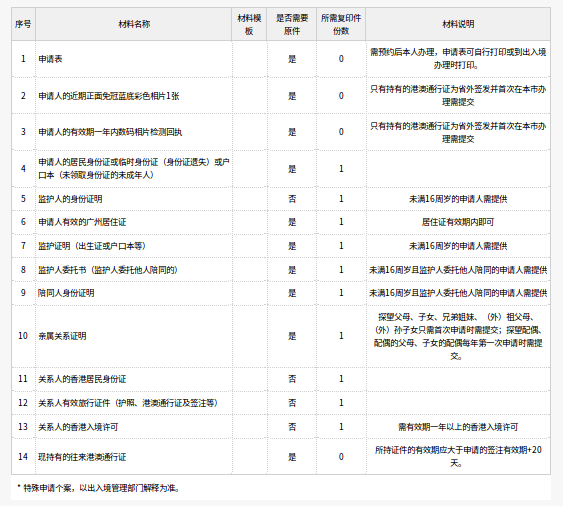 序号 材料名称 材料模 是否需要 所需复印件 材料说明
板 原件 份数
需预约后本人办理，申请表可自行打印或到出入境
1 申请表 是 0
办理时打印。
只有持有的港澳通行证为省外签发并首次在本市办
2 申请人的近期正面免冠蓝底彩色相片1张 是 0
理需提交
只有持有的港澳通行证为省外签发并首次在本市办
3 申请人的有效期一年内数码相片检测回执 是 0
理需提交
申请人的居民身份证或临时身份证（身份证遗失）或户
4 是 1
口本（未领取身份证的未成年人）
5 监护人的身份证明 否 1 未满16周岁的申请人需提供
6 申请人有效的广州居住证 是 1 居住证有效期内即可
7 监护证明（出生证或户口本等） 是 1 未满16周岁的申请人需提供
8 监护人委托书（监护人委托他人陪同的） 是 1 未满16周岁且监护人委托他人陪同的申请人需提供
9 陪同人身份证明 是 1 未满16周岁且监护人委托他人陪同的申请人需提供
探望父母、子女、兄弟姐妹、（外）祖父母、
（外）孙子女只需首次申请时需提交；探望配偶、
10 亲属关系证明 是 1
配偶的父母、子女的配偶每年第一次申请时需提
交。
11 关系人的香港居民身份证 否 1
12 关系人有效旅行证件（护照、港澳通行证及签注等） 否 1
13 关系人的香港入境许可 否 1 需有效期一年以上的香港入境许可
所持证件的有效期应大于申请的签注有效期+20
14 现持有的往来港澳通行证 是 0
天。
* 特殊申请个案，以出入境管理部门解释为准。